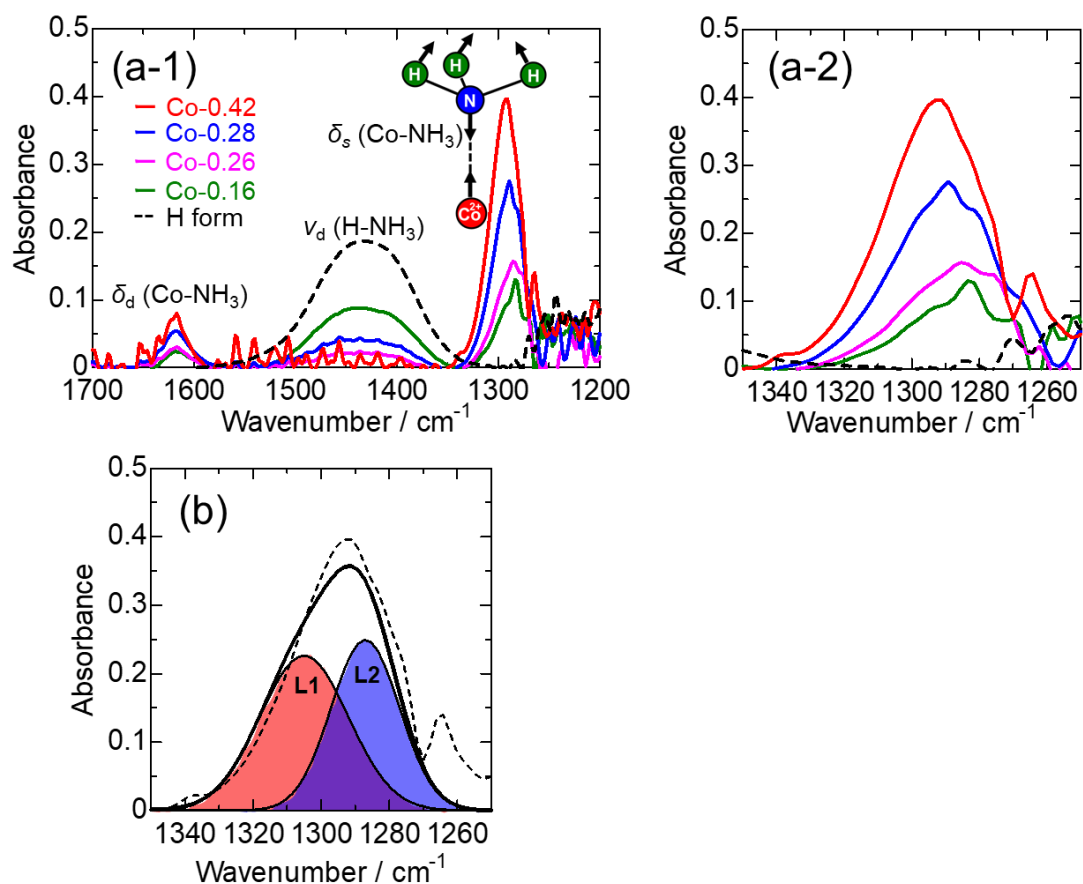 (a-1)
Co-0.42
Co-0.28
Co-0.26
Co-0.16
H form
H
H
H
N
Co2+
δs (Co-NH3)
νd (H-NH3)
δd (Co-NH3)
0.5
0.4
0.3
0.2
0.1
0
Absorbance
1700 1600 1500 1400 1300 1200
Wavenumber / cm-1
(a-2)
0.5
0.4
0.3
0.2
0.1
0
Absorbance
1340 1320 1300 1280 1260
Wavenumber / cm-1
(b)
L1
L2
0.5
0.4
0.3
0.2
0.1
0
Absorbance
1340 1320 1300 1280 1260
Wavenumber / cm-1